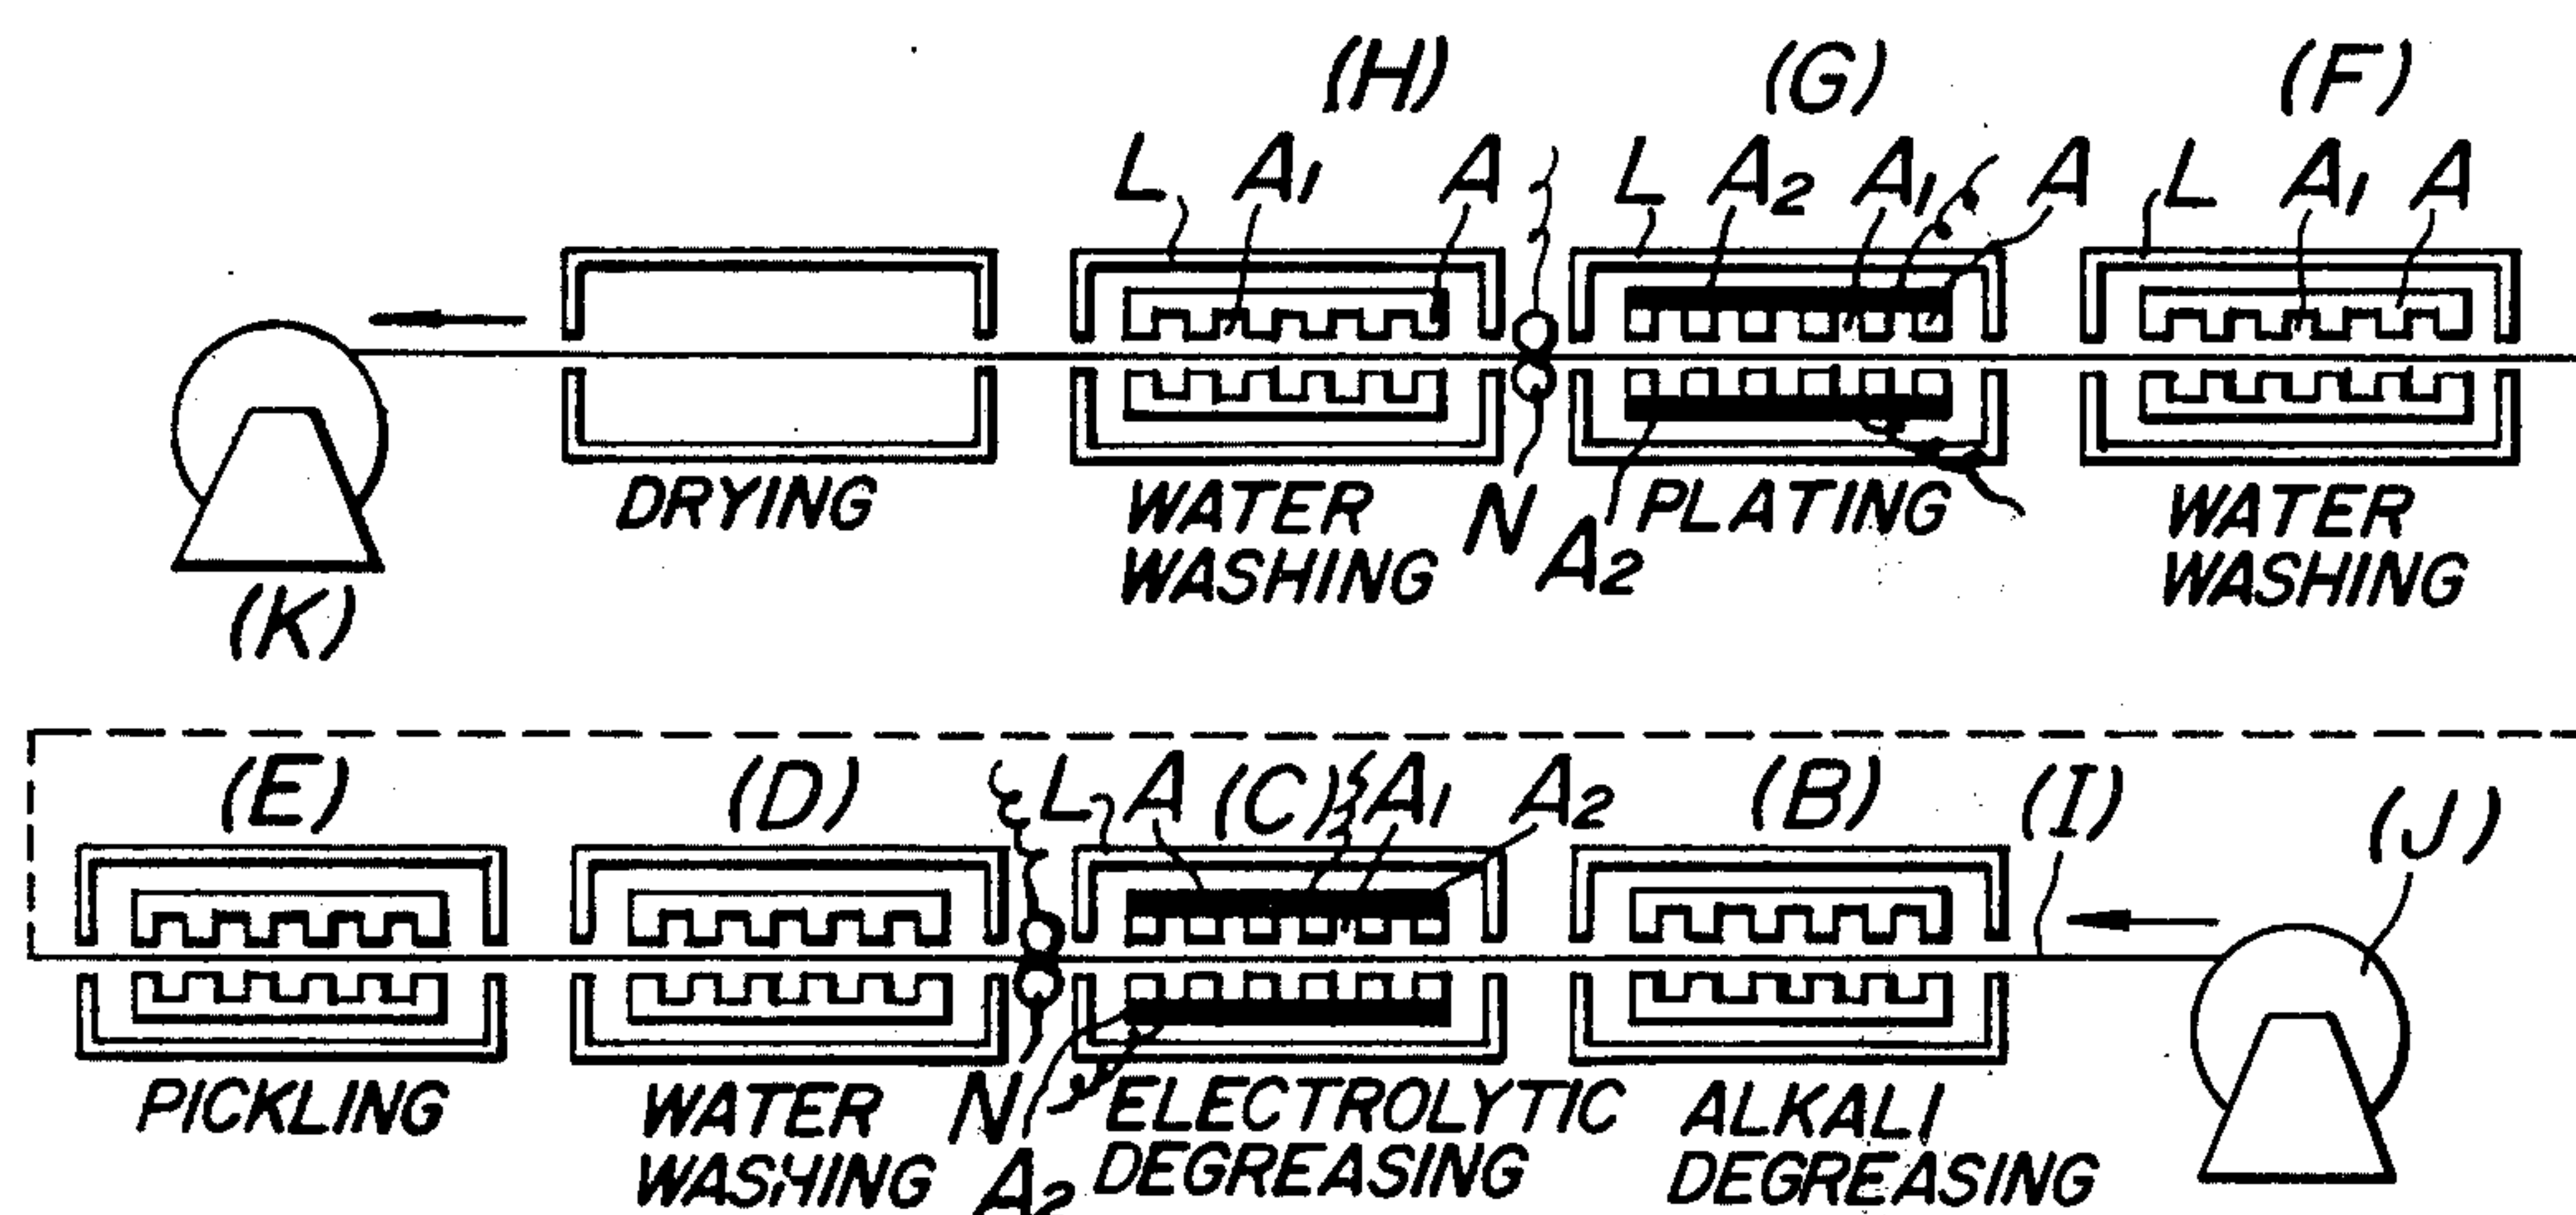 (H) (G) (F)
L A1 A L A2 A1 A L A1 A
DRYING WATER WASHING N A2 PLATING WATER WASHING
(K)
(E) (D) L A (C) A1 A2 (B) (I) (J)
PICKLING WATER WASHING N A2 ELECTROLYTIC DEGREASING ALKALI DEGREASING